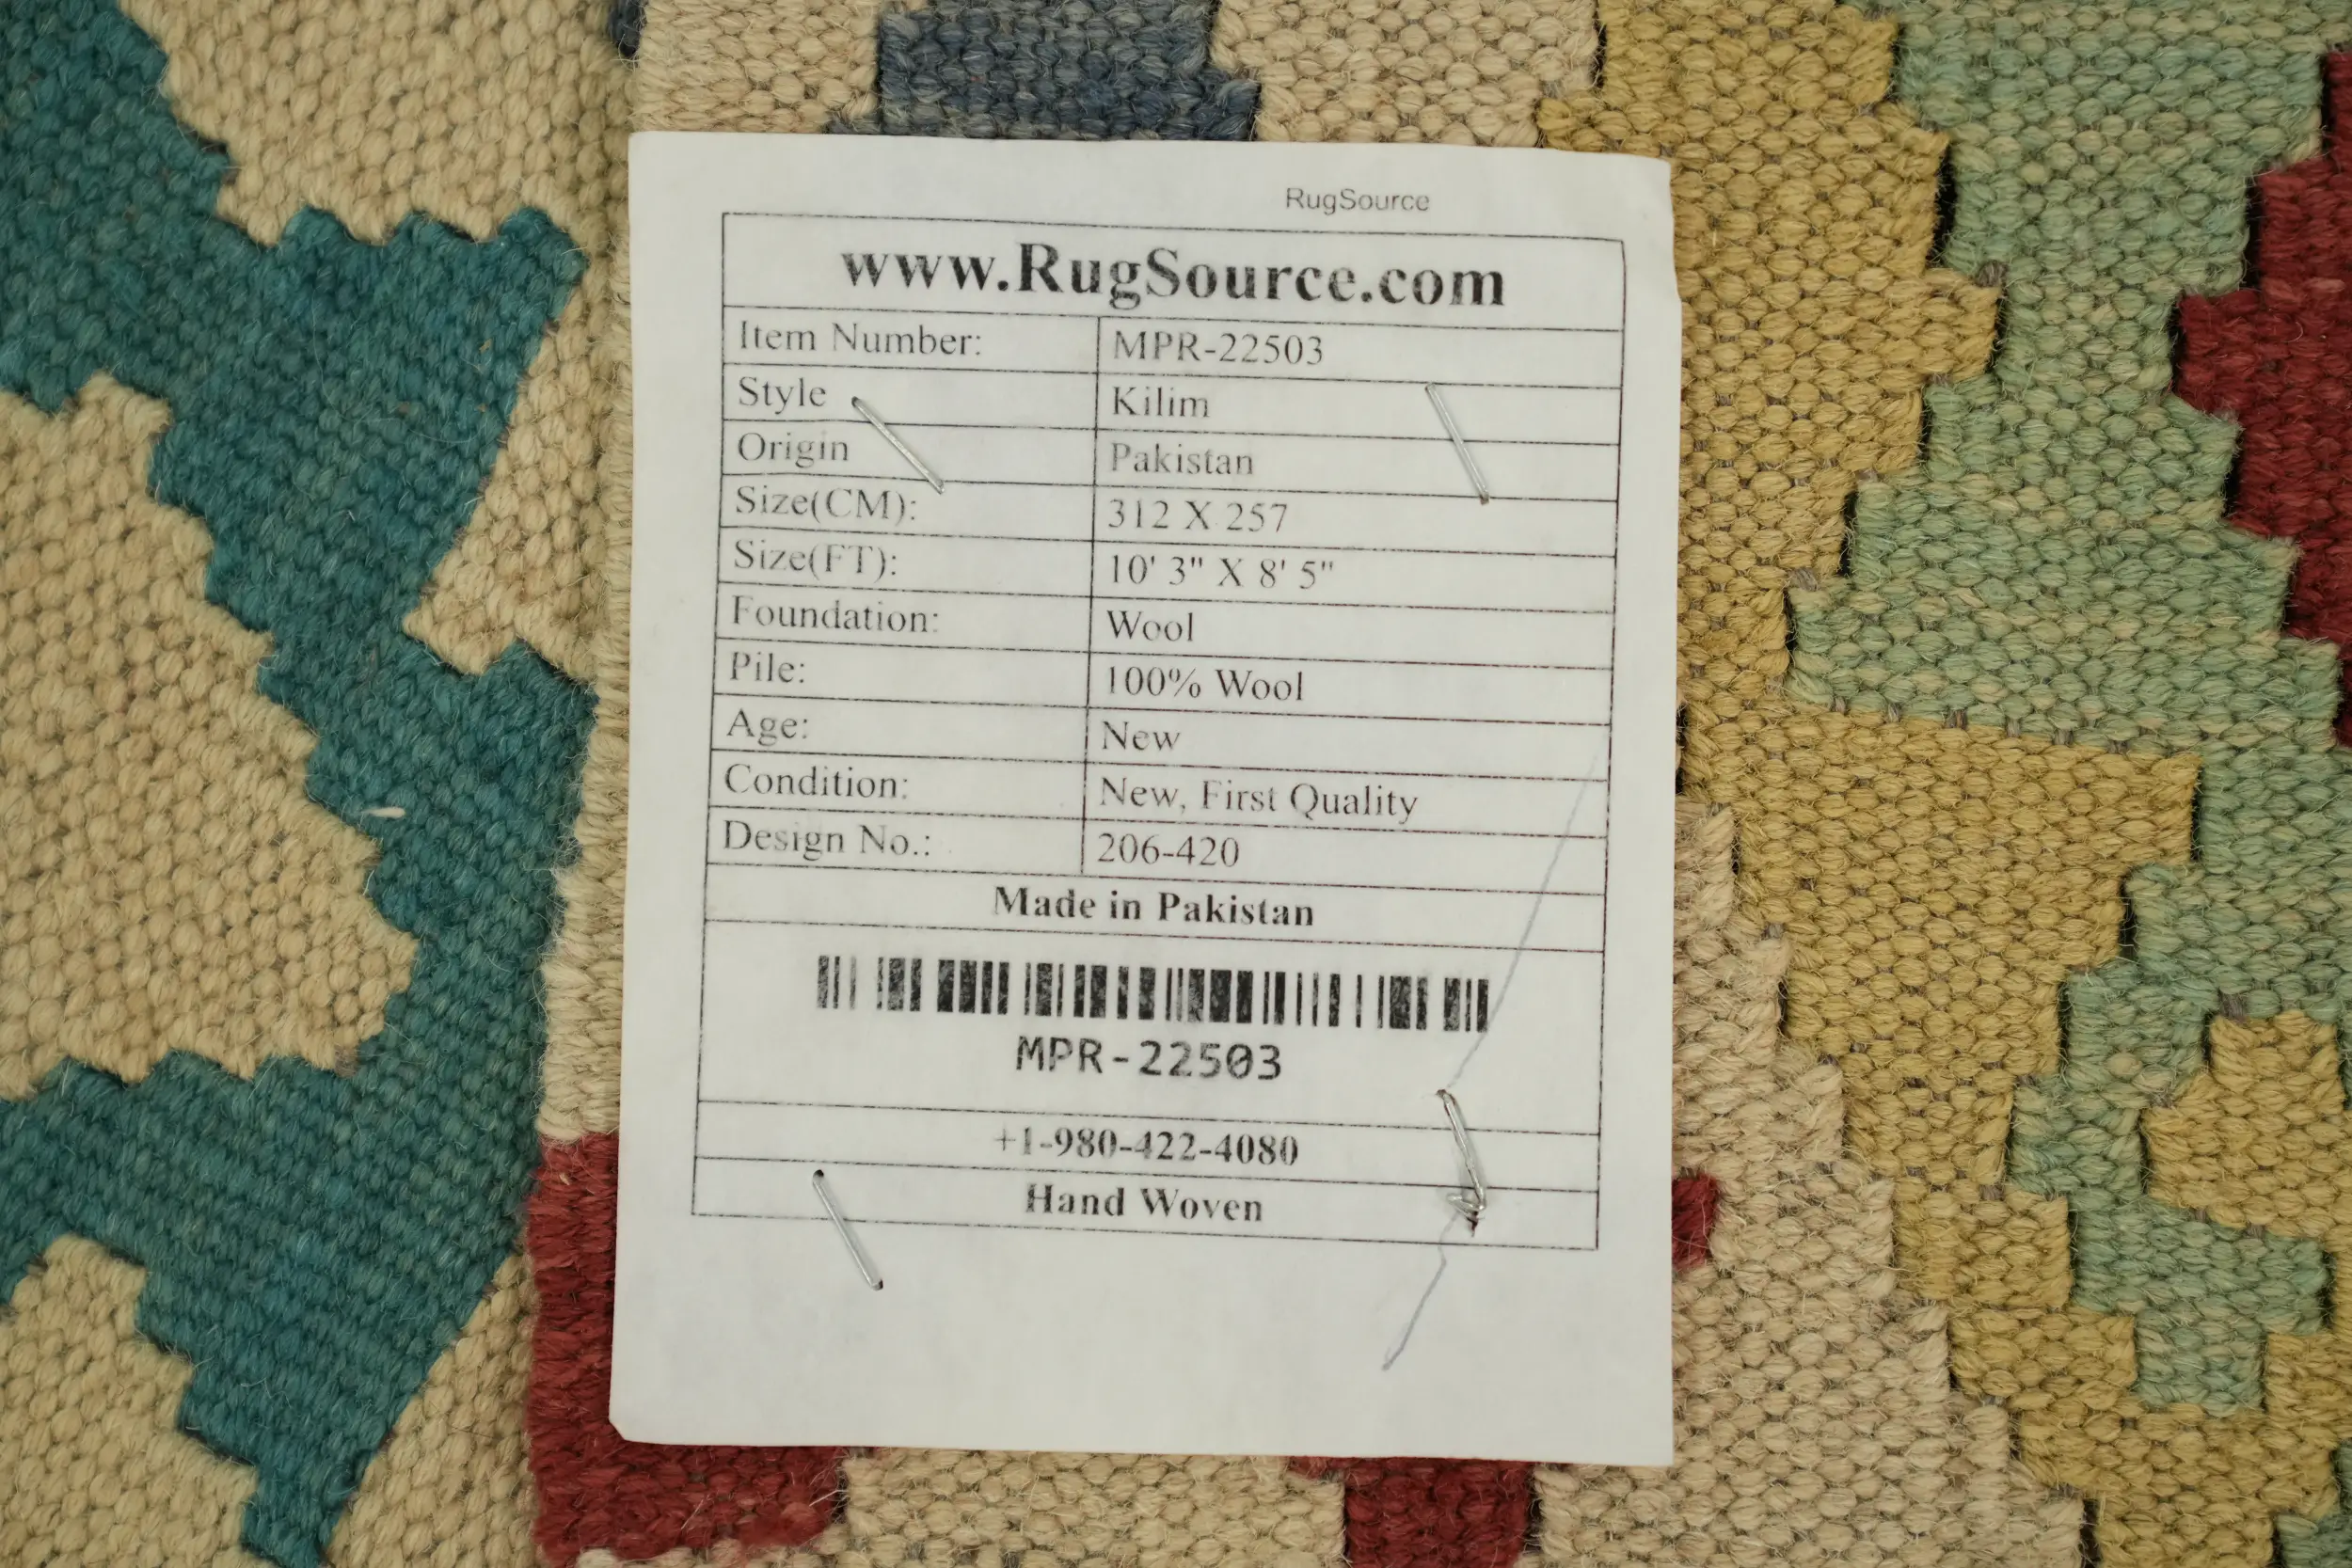 RugSource
www.RugSource.com
Item Number: MPR-22503
Style Kilim
Origin Pakistan
Size(CM): 312 X 257
Size(FT): 10' 3" X 8' 5"
Foundation: Wool
Pile: 100% Wool
Age: New
Condition: New, First Quality
Design No.: 206-420
Made in Pakistan
MPR-22503
+1-980-422-4080
Hand Woven